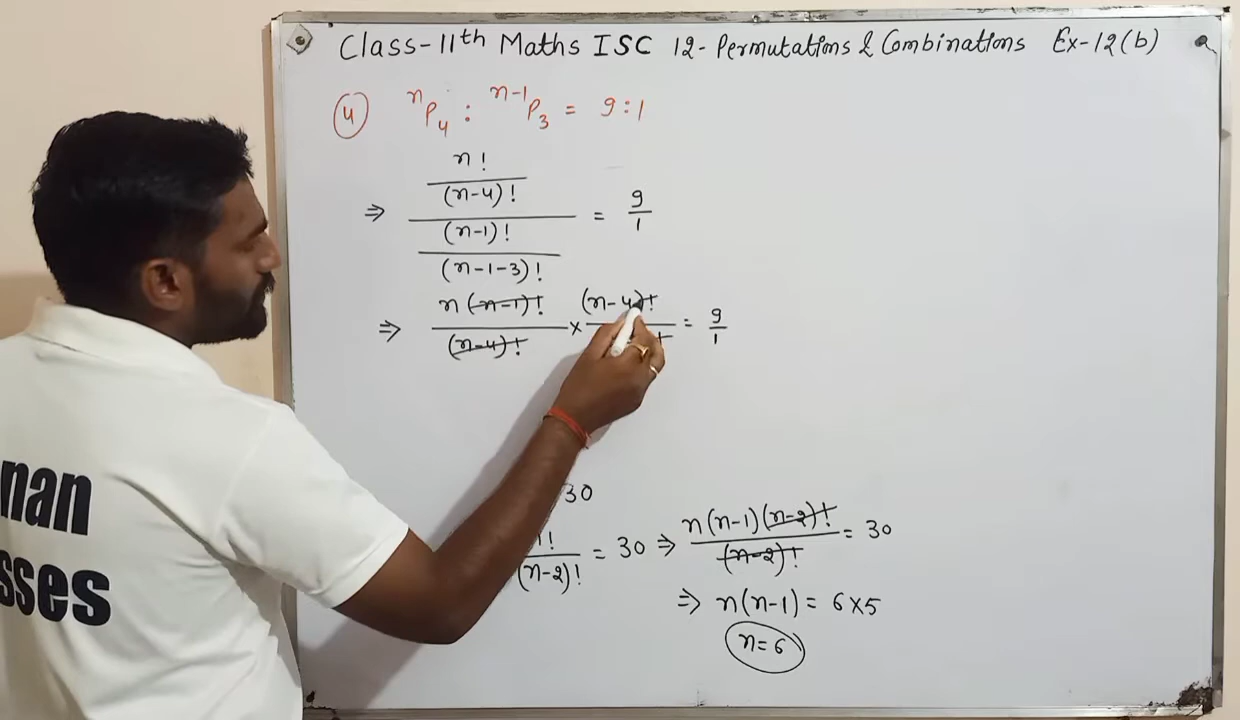 Class-11th Maths ISC 12-Permutations & Combinations Ex-12(b)
4 nP4 : n-1P3 = 9:1
⇒ n! / (n-4)! / (n-1)! / (n-1-3)! = 9/1
⇒ n(n-1)! / (n-4)! × (n-4)! = 9/1
30
(n-2)! = 30 ⇒ n(n-1)(n-2)! / (n-2)! = 30
⇒ n(n-1) = 6×5
n=6
nan
sses